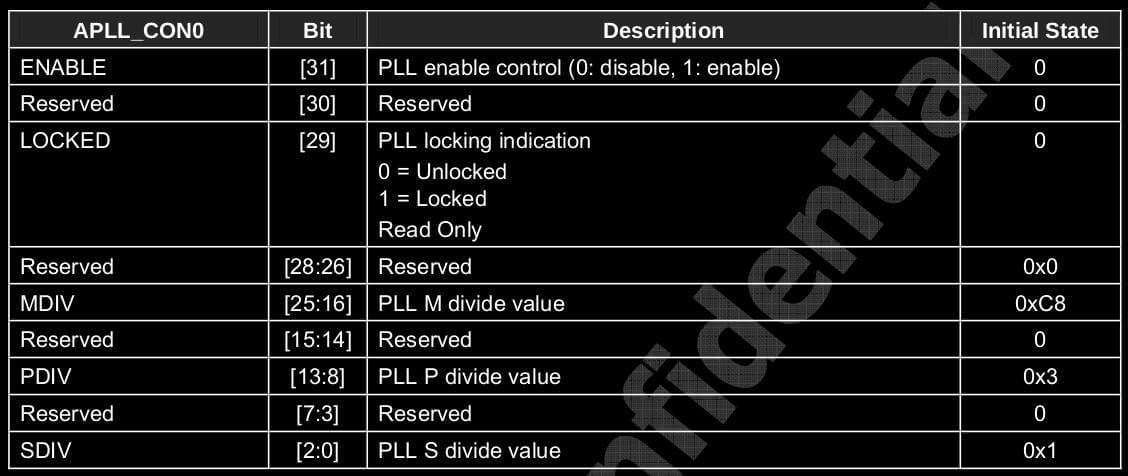 APLL_CON0 Bit Description Initial State
ENABLE [31] PLL enable control (0: disable, 1: enable) 0
Reserved [30] Reserved 0
LOCKED [29] PLL locking indication 0
0 = Unlocked
1 = Locked
Read Only
Reserved [28:26] Reserved 0x0
MDIV [25:16] PLL M divide value 0xC8
Reserved [15:14] Reserved 0
PDIV [13:8] PLL P divide value 0x3
Reserved [7:3] Reserved 0
SDIV [2:0] PLL S divide value 0x1
nfidential